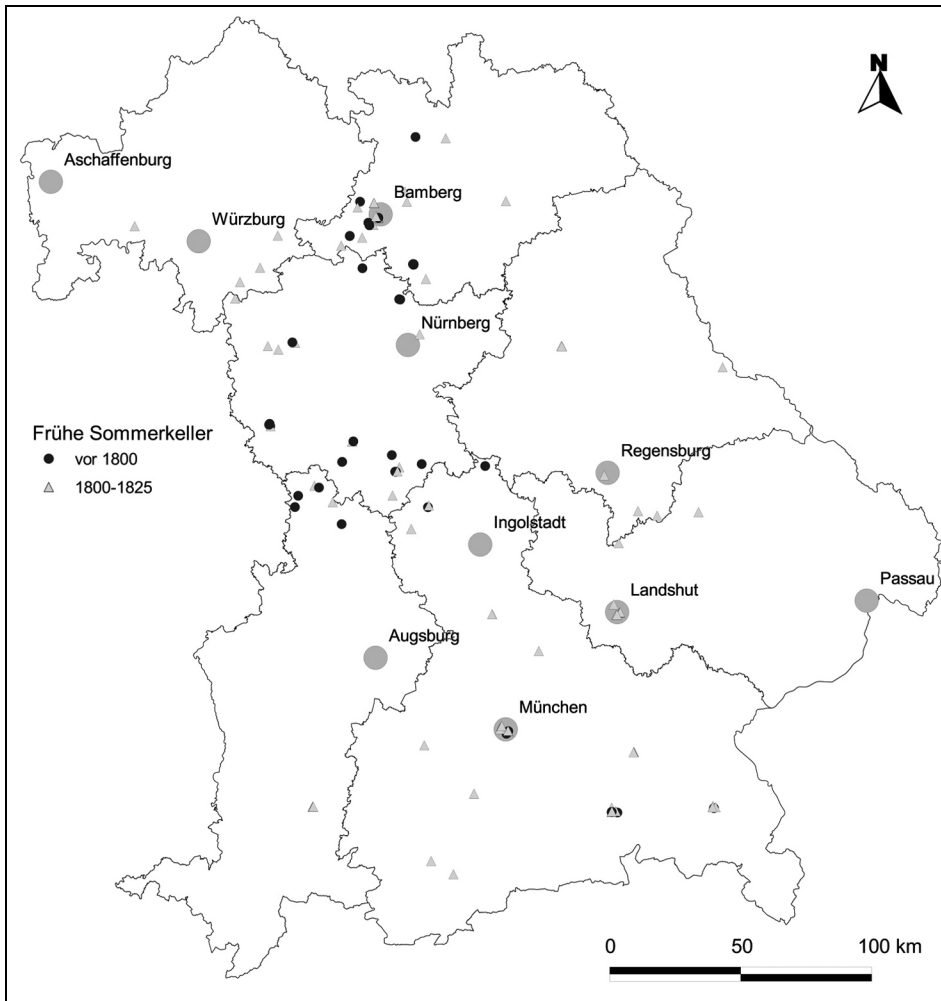 N
Aschaffenburg
Bamberg
Würzburg
Nürnberg
Frühe Sommerkeller
vor 1800
1800-1825
Regensburg
Ingolstadt
Passau
Landshut
Augsburg
München
0 50 100 km